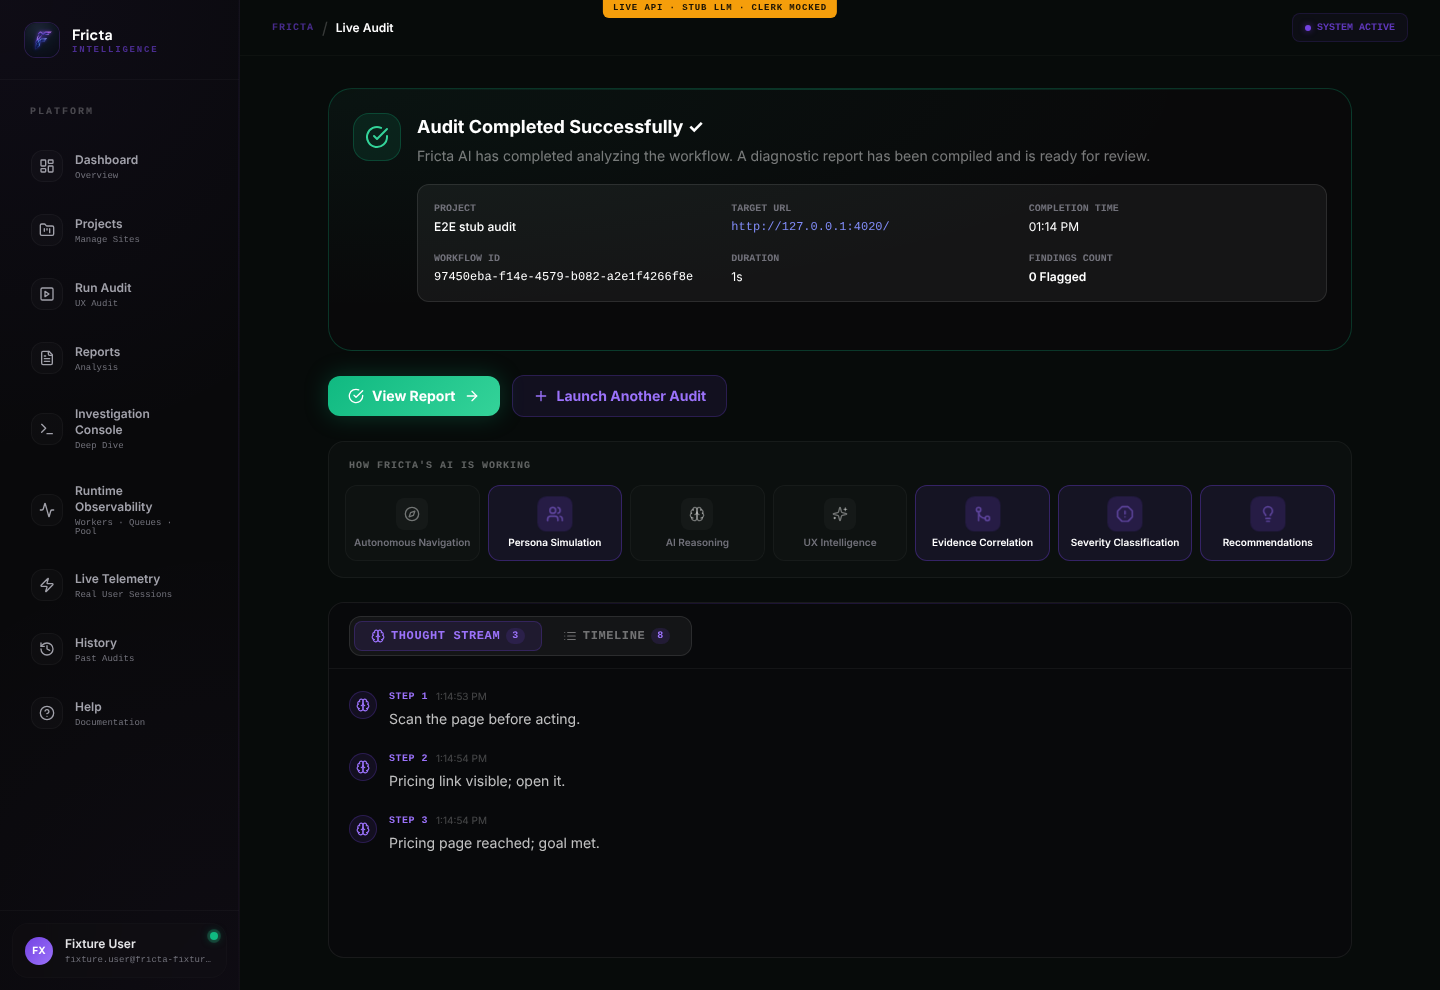 LIVE API · STUB LLM · CLERK MOCKED
Fricta
INTELLIGENCE
FRICTA / Live Audit
SYSTEM ACTIVE
PLATFORM
Dashboard
Overview
Projects
Manage Sites
Run Audit
UX Audit
Reports
Analysis
Investigation
Console
Deep Dive
Runtime
Observability
Workers · Queues ·
Pool
Live Telemetry
Real User Sessions
History
Past Audits
Help
Documentation
FX
Fixture User
fixture.user@fricta-fixtur…
Audit Completed Successfully ✓
Fricta AI has completed analyzing the workflow. A diagnostic report has been compiled and is ready for review.
PROJECT
E2E stub audit
TARGET URL
http://127.0.0.1:4020/
COMPLETION TIME
01:14 PM
WORKFLOW ID
97450eba-f14e-4579-b082-a2e1f4266f8e
DURATION
1s
FINDINGS COUNT
0 Flagged
View Report →
+ Launch Another Audit
HOW FRICTA'S AI IS WORKING
Autonomous Navigation
Persona Simulation
AI Reasoning
UX Intelligence
Evidence Correlation
Severity Classification
Recommendations
THOUGHT STREAM 3
TIMELINE 8
STEP 1 1:14:53 PM
Scan the page before acting.
STEP 2 1:14:54 PM
Pricing link visible; open it.
STEP 3 1:14:54 PM
Pricing page reached; goal met.